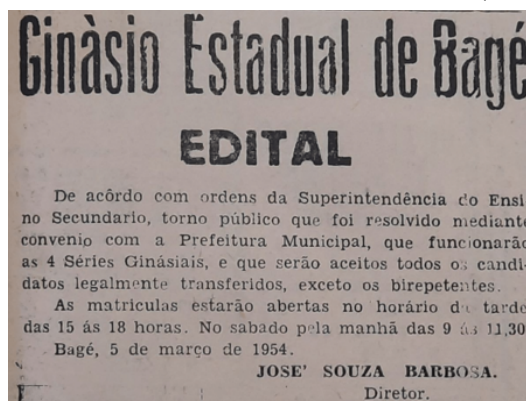 Ginàsio Estadual de Bagé
EDITAL
De acôrdo com ordens da Superintendência do Ensi-
no Secundario, torno público que foi resolvido mediante
convenio com a Prefeitura Municipal, que funcionarão
as 4 Séries Ginásiais, e que serão aceitos todos os candi-
datos legalmente transferidos, exceto os birepetentes.
As matriculas estarão abertas no horário da tarde
das 15 ás 18 horas. No sabado pela manhã das 9 ás 11,30
Bagé, 5 de março de 1954.
JOSE' SOUZA BARBOSA.
Diretor.